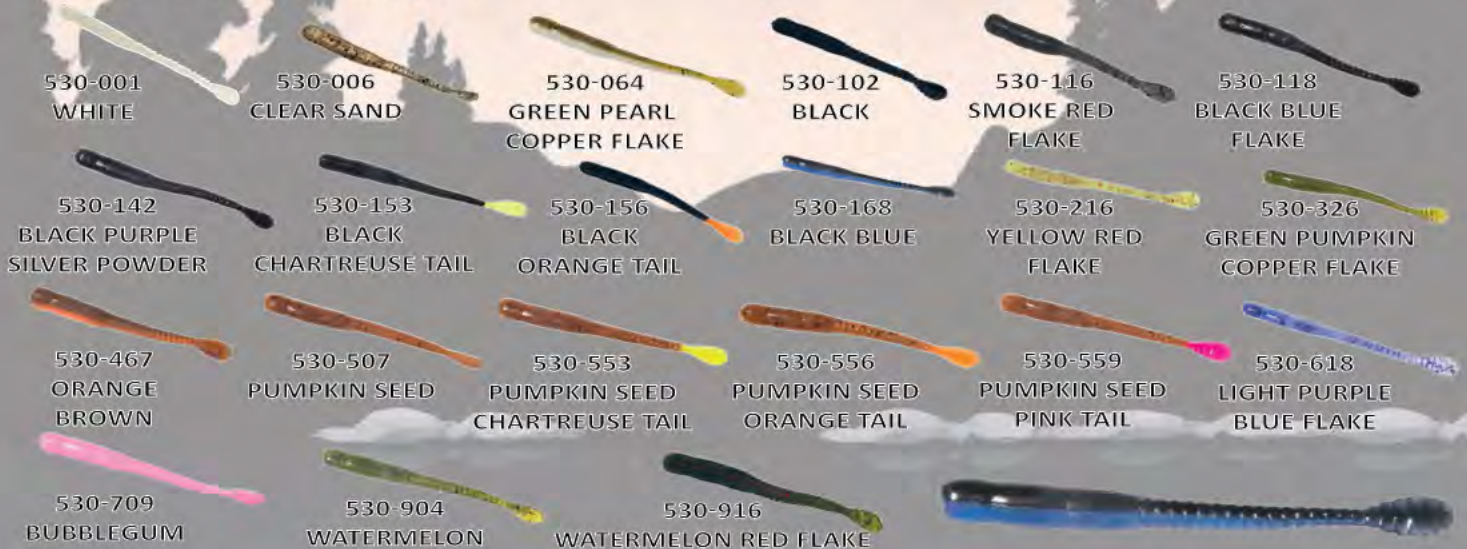 530-001
WHITE
530-006
CLEAR SAND
530-064
GREEN PEARL
COPPER FLAKE
530-102
BLACK
530-116
SMOKE RED
FLAKE
530-118
BLACK BLUE
FLAKE
530-142
BLACK PURPLE
SILVER POWDER
530-153
BLACK
CHARTREUSE TAIL
530-156
BLACK
ORANGE TAIL
530-168
BLACK BLUE
530-216
YELLOW RED
FLAKE
530-326
GREEN PUMPKIN
COPPER FLAKE
530-467
ORANGE
BROWN
530-507
PUMPKIN SEED
530-553
PUMPKIN SEED
CHARTREUSE TAIL
530-556
PUMPKIN SEED
ORANGE TAIL
530-559
PUMPKIN SEED
PINK TAIL
530-618
LIGHT PURPLE
BLUE FLAKE
530-709
BUBBLEGUM
530-904
WATERMELON
530-916
WATERMELON RED FLAKE